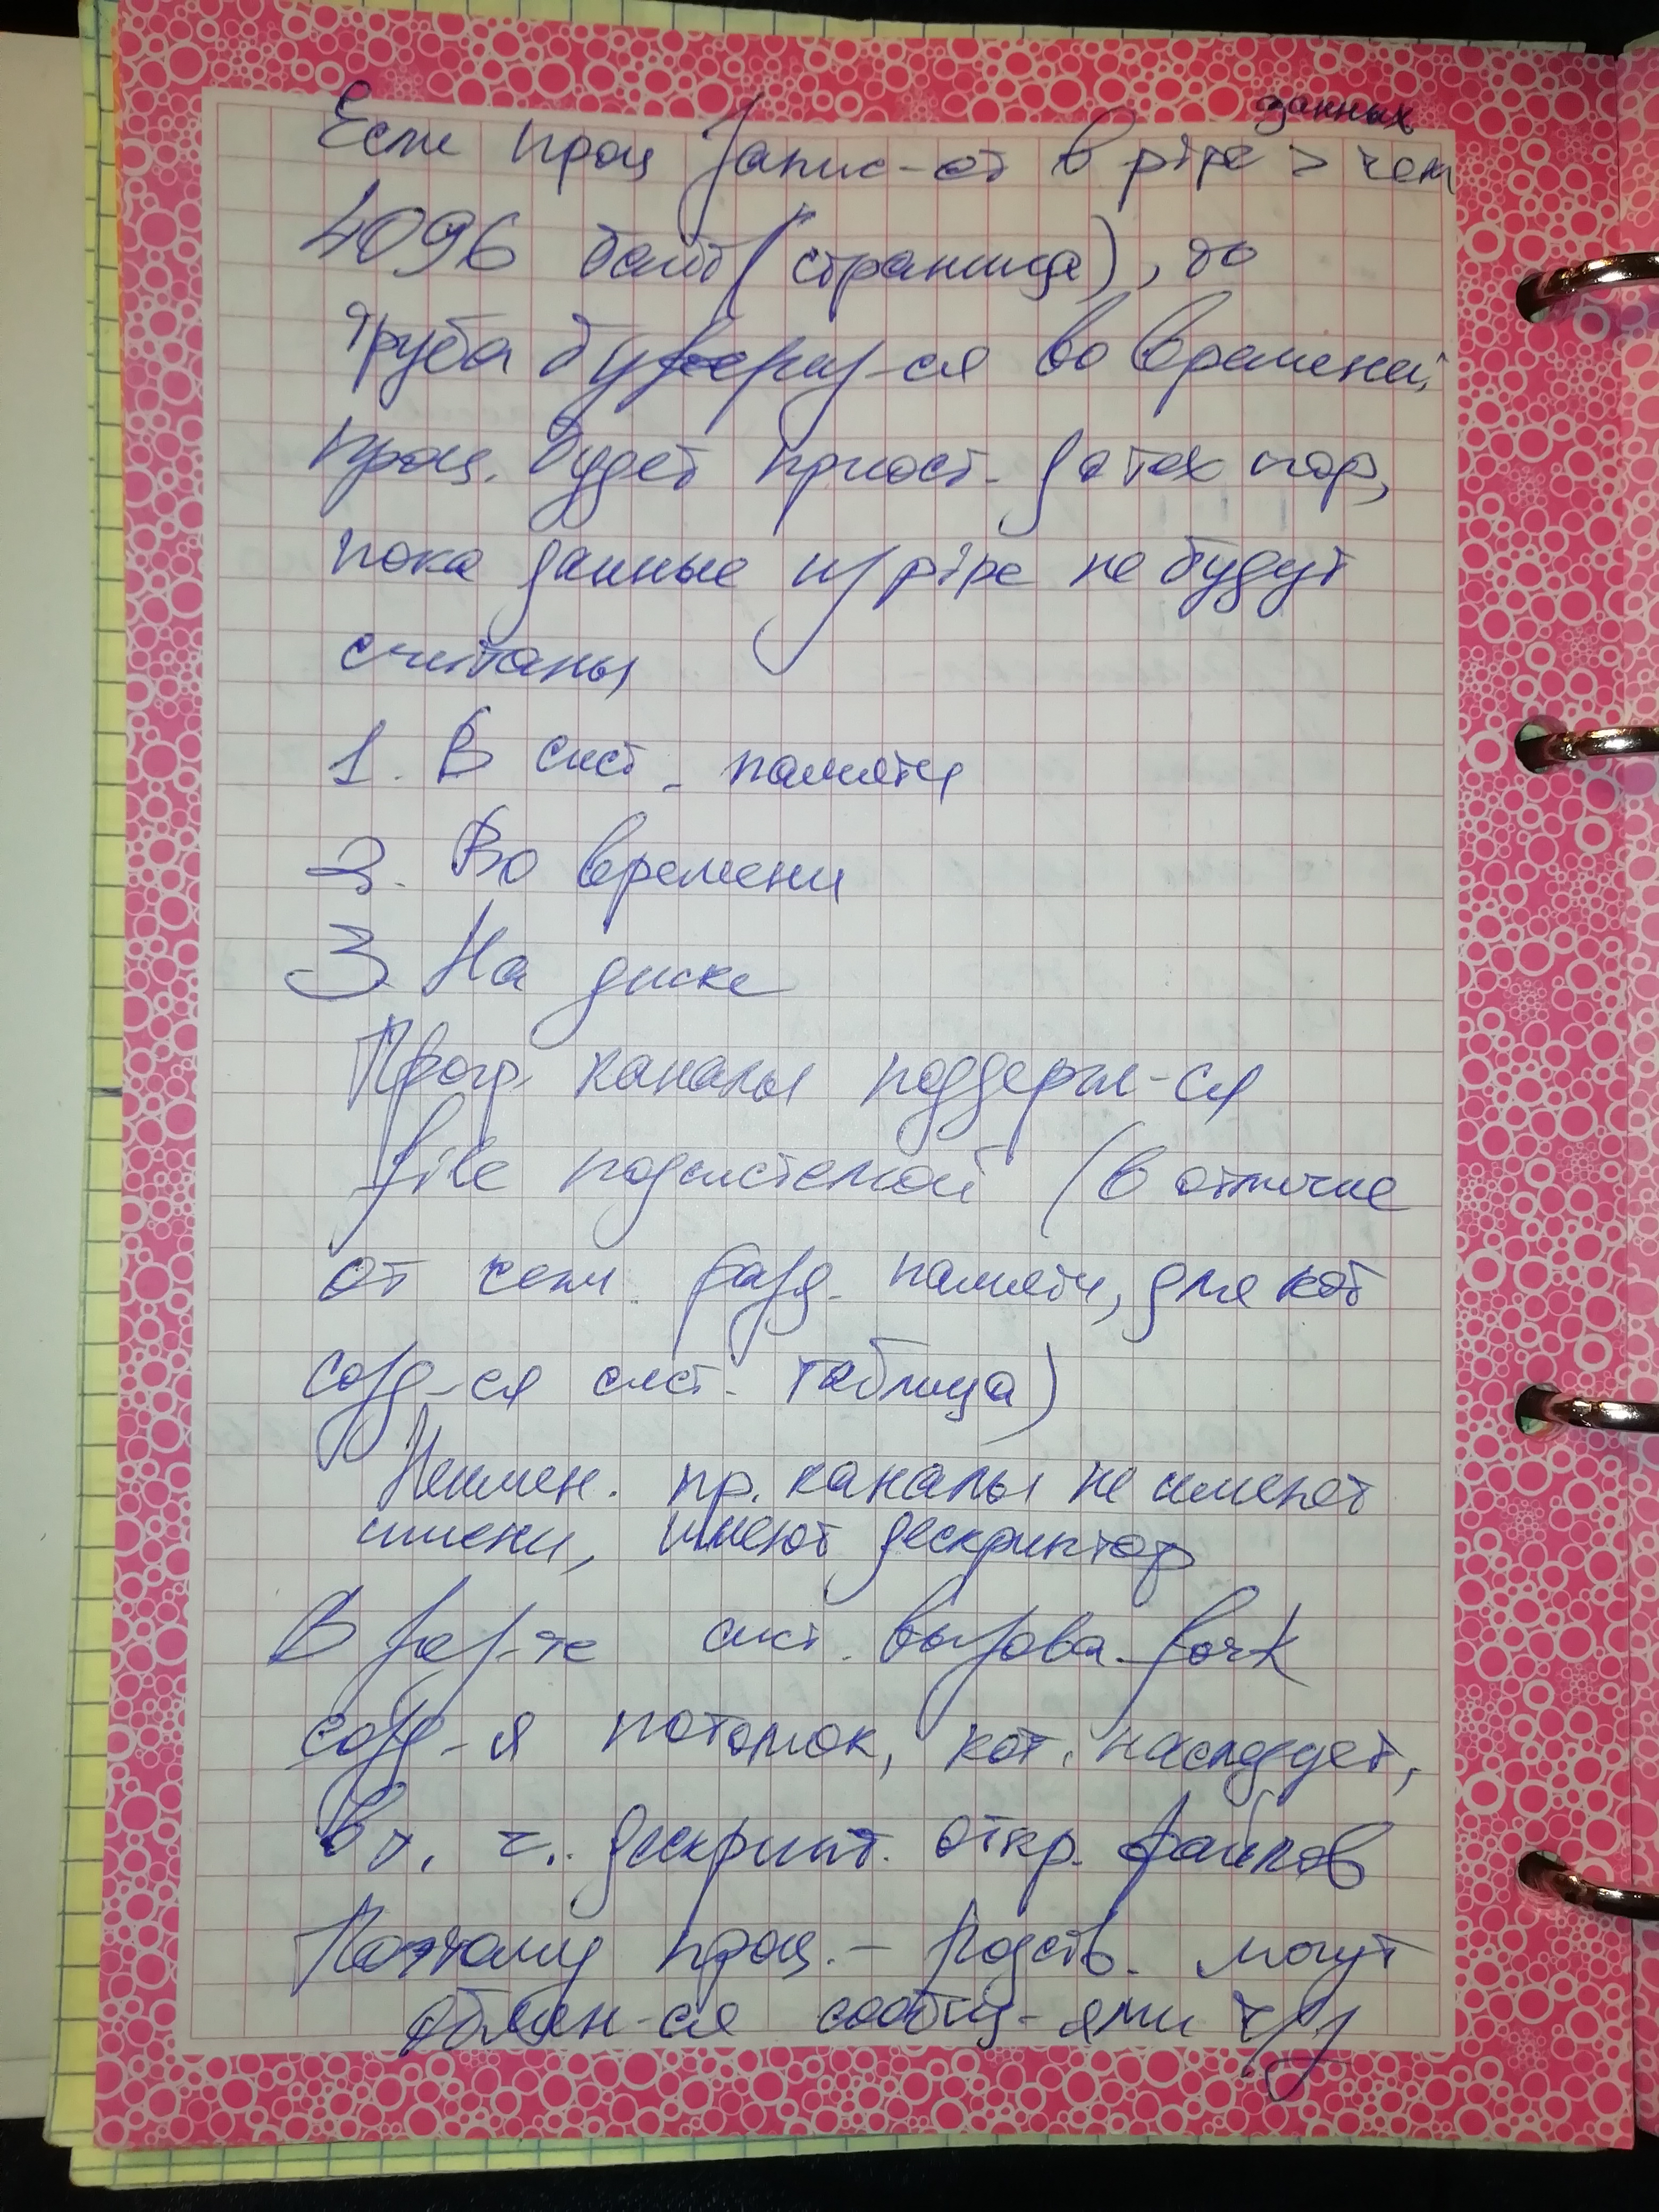 данных
Если проц запис-ет в pipe > чем
4096 байт (страница), то
труба буфериз-ся во времени,
проц. будет приост. до тех пор,
пока данные из pipe не будут
считаны
1. В сист. памяти
2. Во времени
3 На диске
Прогр. каналы поддерж-ся
file подсистемой (в отличие
от сегм. разд. памяти, для кот
созд-ся сист. таблица)
Неимен. пр. каналы не имеют
имени, имеют дескриптор
В рез-те сист. вызова fork
созд-я потомок, кот. наследует,
в т. ч. дескрипт. откр. файлов
Поэтому проц. - родств. могут
обмен-ся сообщ-ями чрз